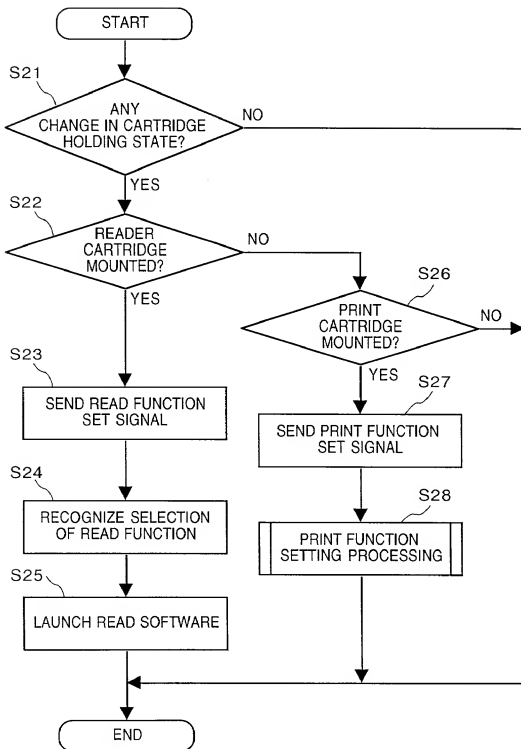 START
S21
ANY
CHANGE IN CARTRIDGE
HOLDING STATE?
NO
YES
S22
READER
CARTRIDGE
MOUNTED?
NO
YES
S26
PRINT
CARTRIDGE
MOUNTED?
NO
YES
S23
SEND READ FUNCTION
SET SIGNAL
S27
SEND PRINT FUNCTION
SET SIGNAL
S24
RECOGNIZE SELECTION
OF READ FUNCTION
S28
PRINT FUNCTION
SETTING PROCESSING
S25
LAUNCH READ SOFTWARE
END